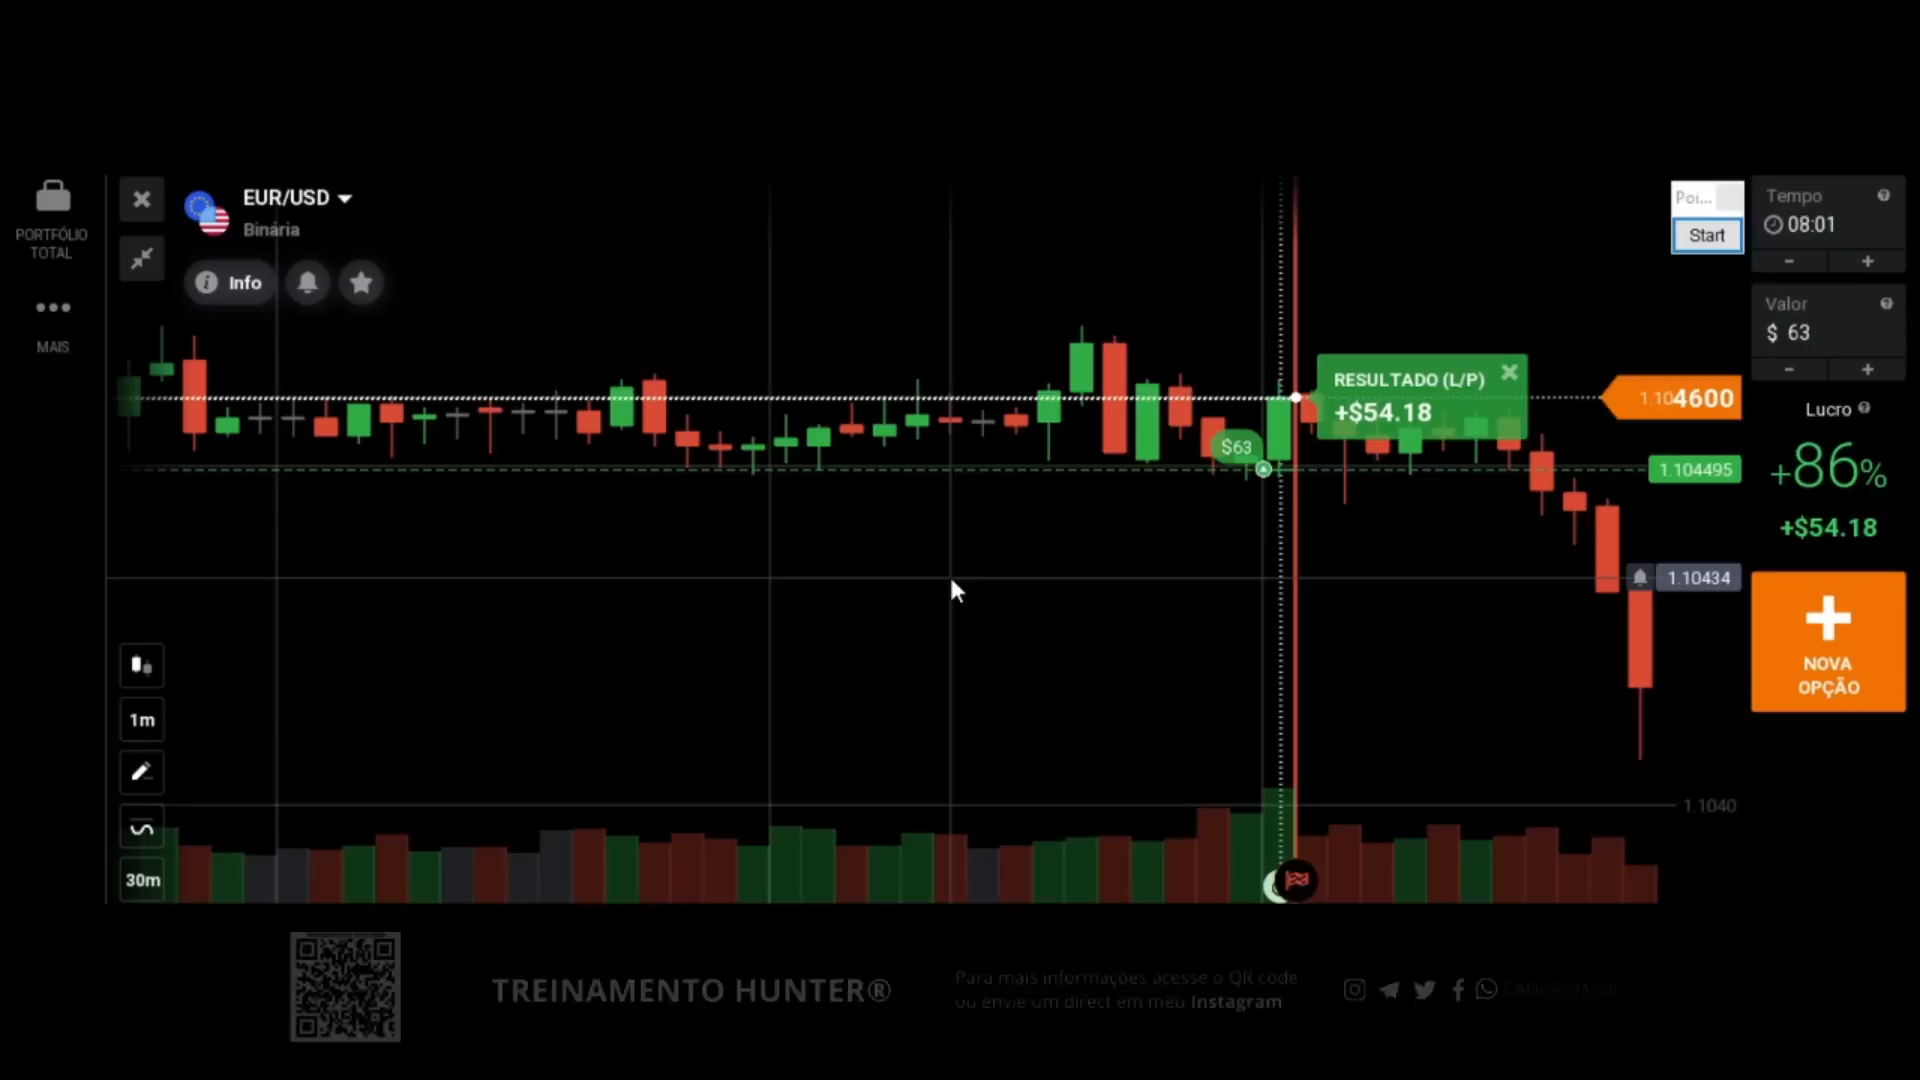 PORTFÓLIO
TOTAL
MAIS
EUR/USD
Binária
Info
Poi...
Start
Tempo
08:01
-
+
Valor
$ 63
-
+
RESULTADO (L/P)
+$54.18
$63
1.104600
1.104495
1.10434
1.1040
Lucro
+86%
+$54.18
NOVA
OPÇÃO
1m
30m
TREINAMENTO HUNTER®
Para mais informações acesse o QR code
ou envie um direct em meu Instagram